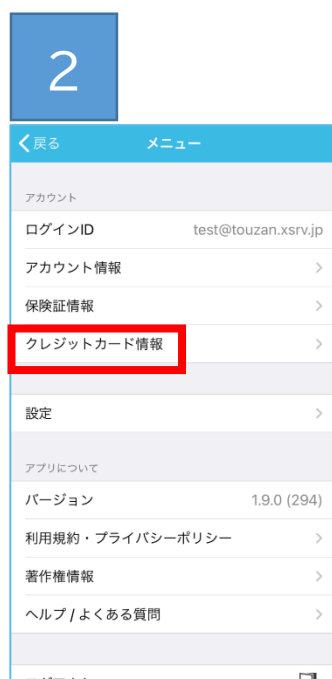 2
戻る メニュー
アカウント
ログインID test@touzan.xsrv.jp
アカウント情報
保険証情報
クレジットカード情報
設定
アプリについて
バージョン 1.9.0 (294)
利用規約・プライバシーポリシー
著作権情報
ヘルプ / よくある質問